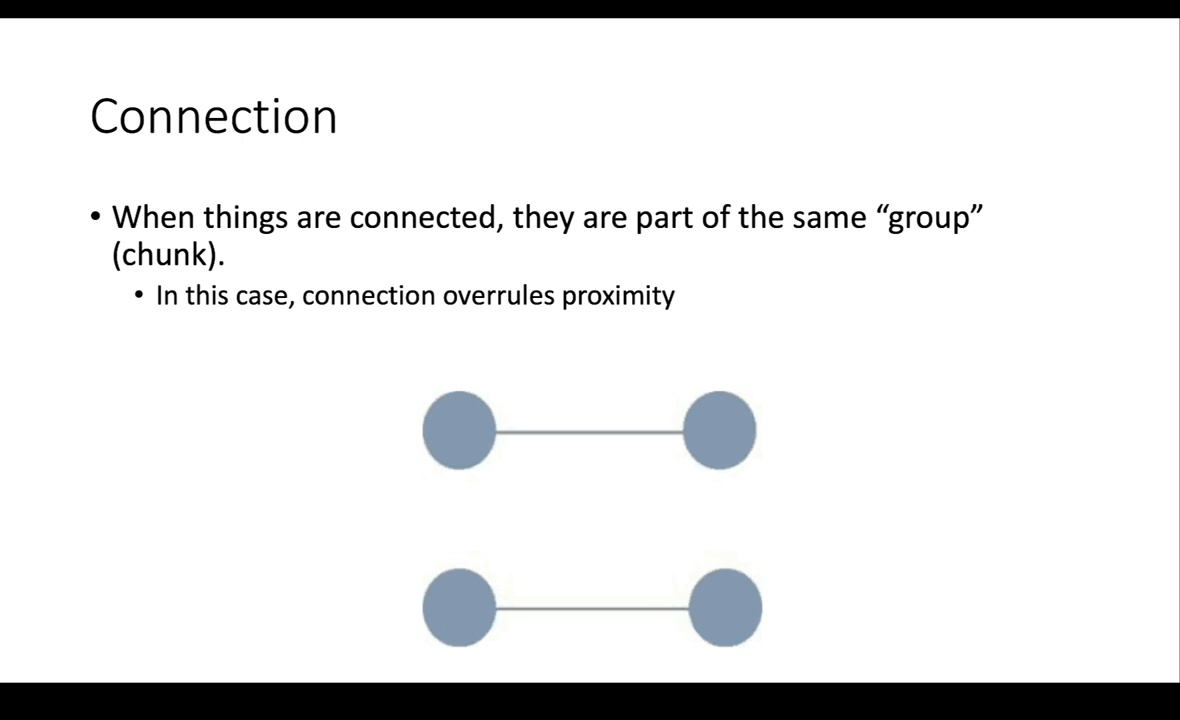 Connection
• When things are connected, they are part of the same “group”
(chunk).
• In this case, connection overrules proximity